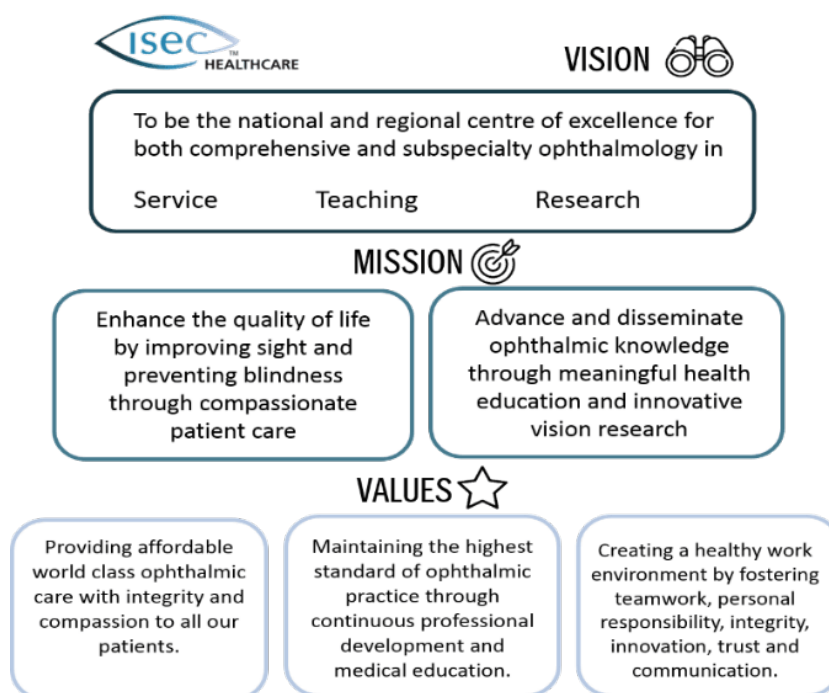 isec™
HEALTHCARE
VISION
To be the national and regional centre of excellence for
both comprehensive and subspecialty ophthalmology in
Service Teaching Research
MISSION
Enhance the quality of life
by improving sight and
preventing blindness
through compassionate
patient care
Advance and disseminate
ophthalmic knowledge
through meaningful health
education and innovative
vision research
VALUES
Providing affordable
world class ophthalmic
care with integrity and
compassion to all our
patients.
Maintaining the highest
standard of ophthalmic
practice through
continuous professional
development and
medical education.
Creating a healthy work
environment by fostering
teamwork, personal
responsibility, integrity,
innovation, trust and
communication.